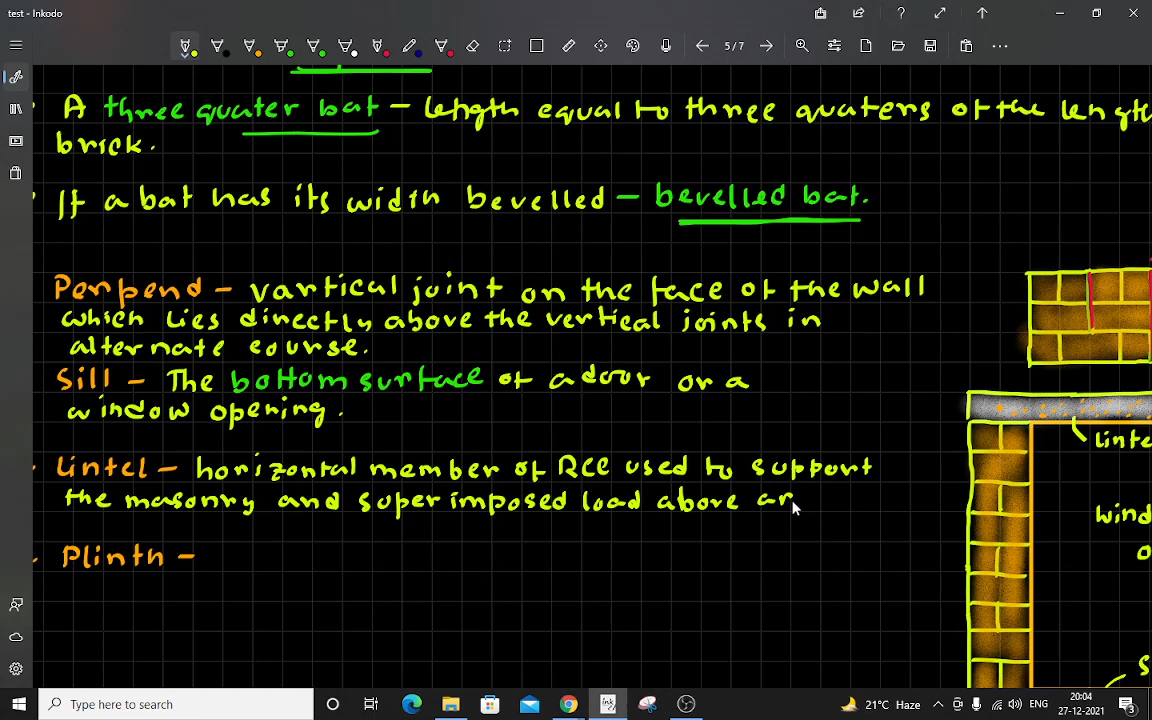 test - Inkodo
5/7
A three quater bat - length equal to three quaters of the length
brick.
If a bat has its width bevelled - bevelled bat.
Perpend - vartical joint on the face of the wall
which lies directly above the vertical joints in
alternate course.
Sill - The bottom surface of a door or a
window opening.
Lintel - horizontal member of RCC used to support
the masonry and super imposed load above an
Plinth -
Linte
wind
o
S
Type here to search
21°C Haze
ENG
20:04
27-12-2021
3